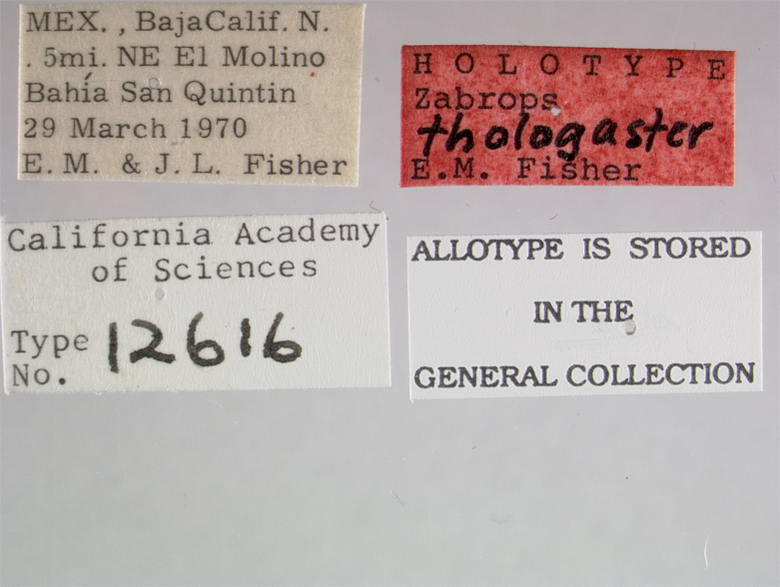 MEX., BajaCalif. N.
. 5mi. NE El Molino
Bahía San Quintin
29 March 1970
E. M. & J. L. Fisher
HOLOTYPE
Zabrops
thologaster
E.M. Fisher
California Academy
of Sciences
Type No. 12616
ALLOTYPE IS STORED
IN THE
GENERAL COLLECTION